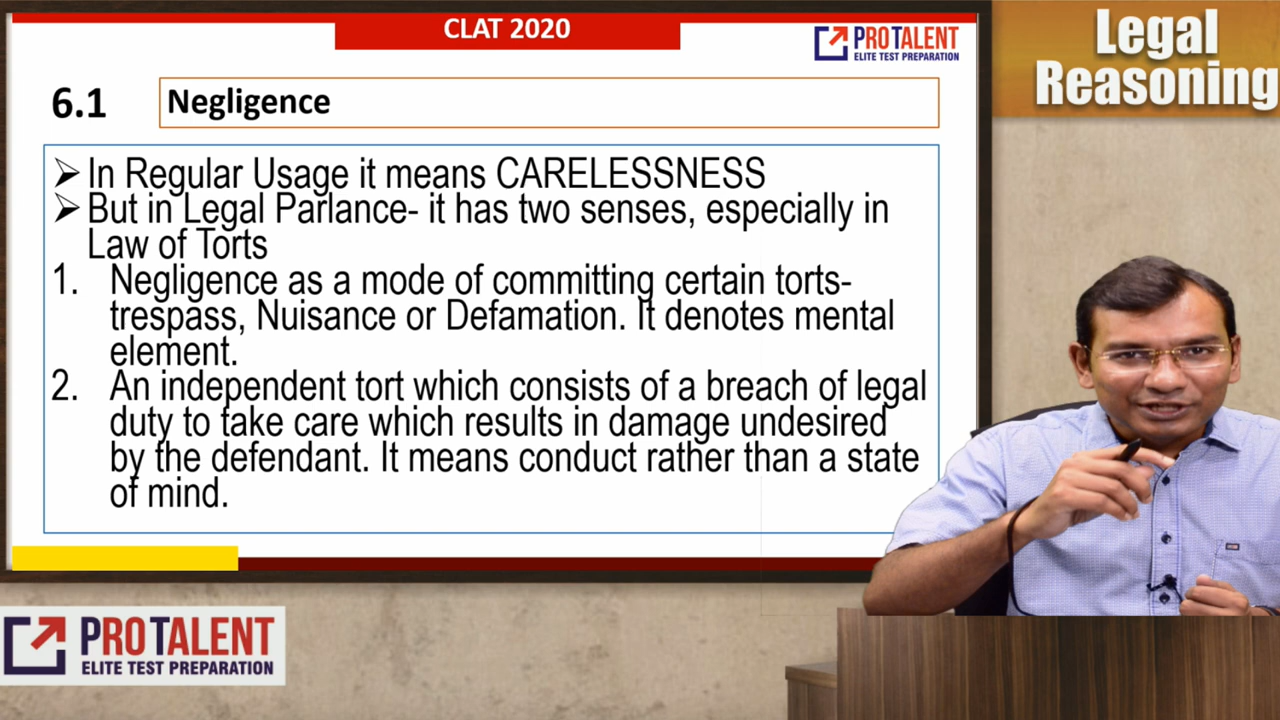 CLAT 2020
PROTALENT
ELITE TEST PREPARATION
Legal
Reasoning
6.1 Negligence
➢ In Regular Usage it means CARELESSNESS
➢ But in Legal Parlance- it has two senses, especially in
Law of Torts
1. Negligence as a mode of committing certain torts-
trespass, Nuisance or Defamation. It denotes mental
element.
2. An independent tort which consists of a breach of legal
duty to take care which results in damage undesired
by the defendant. It means conduct rather than a state
of mind.
PROTALENT
ELITE TEST PREPARATION